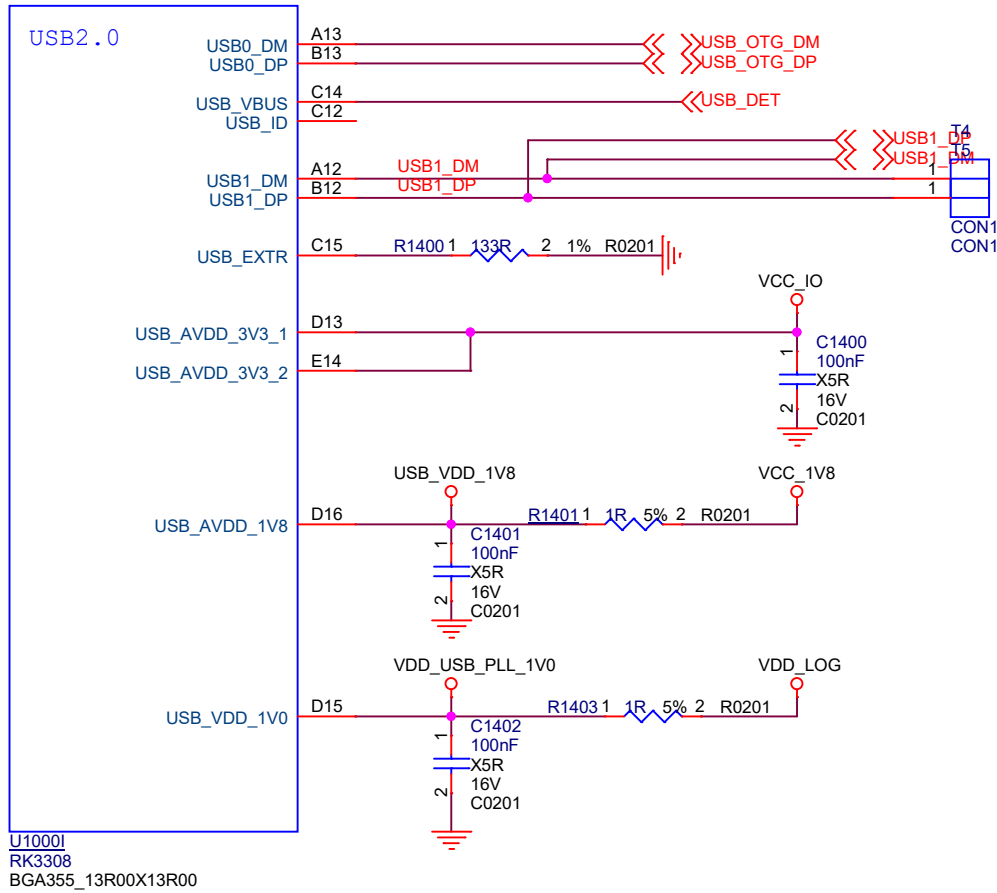 USB2.0
USB0_DM A13 USB_OTG_DM
USB0_DP B13 USB_OTG_DP
USB_VBUS C14 USB_DET
USB_ID C12
T4
USB1_DP
T5
USB1_DM
USB1_DM A12 USB1_DM 1
USB1_DP B12 USB1_DP 1
CON1
CON1
USB_EXTR C15 R1400 1 133R 2 1% R0201
VCC_IO
USB_AVDD_3V3_1 D13
USB_AVDD_3V3_2 E14
1 C1400
100nF
X5R
2 16V
C0201
USB_VDD_1V8 VCC_1V8
USB_AVDD_1V8 D16 R1401 1 1R 5% 2 R0201
1 C1401
100nF
X5R
2 16V
C0201
VDD_USB_PLL_1V0 VDD_LOG
USB_VDD_1V0 D15 R1403 1 1R 5% 2 R0201
1 C1402
100nF
X5R
2 16V
C0201
U1000I
RK3308
BGA355_13R00X13R00